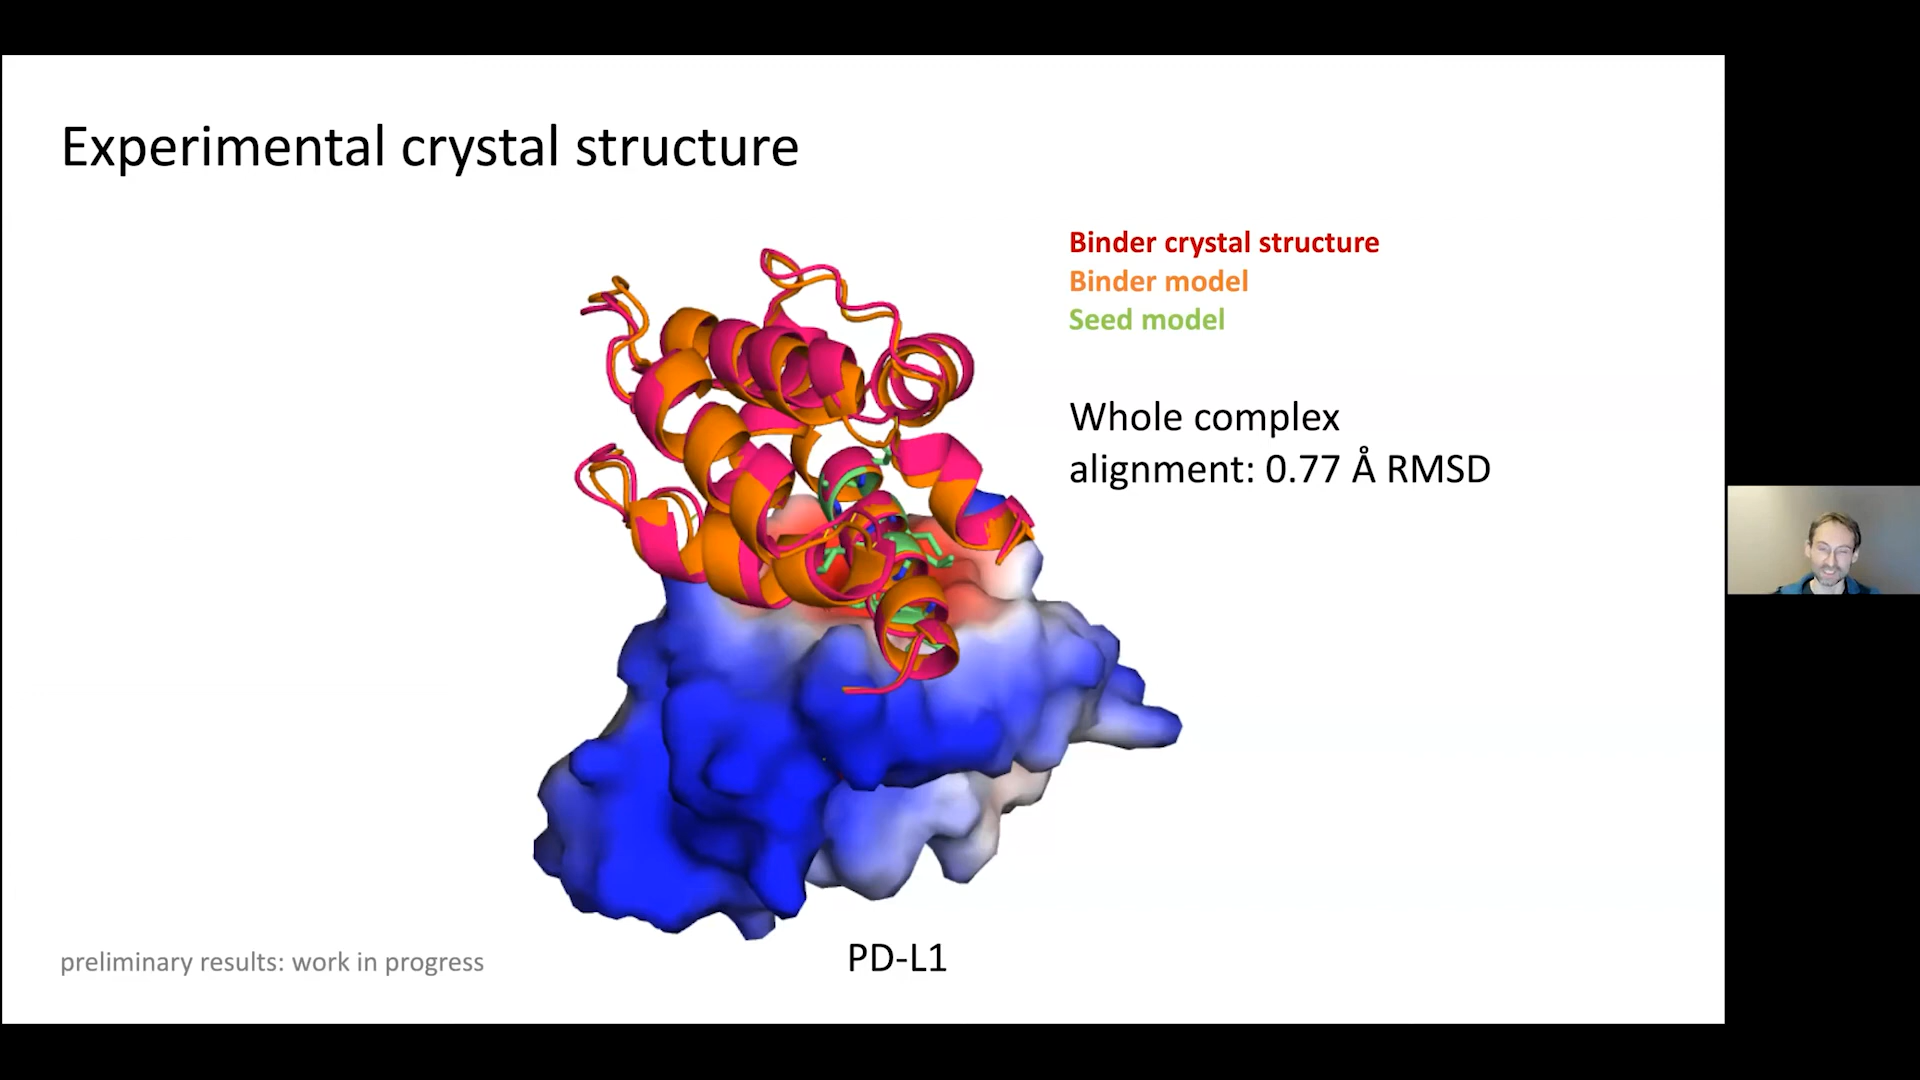 Experimental crystal structure
Binder crystal structure
Binder model
Seed model
Whole complex
alignment: 0.77 Å RMSD
preliminary results: work in progress
PD-L1